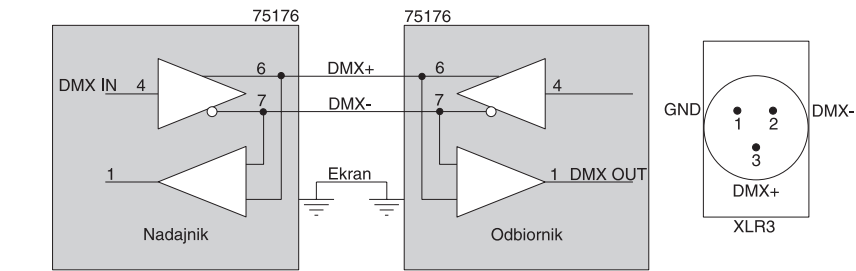 75176
75176
DMX IN 4
6
DMX+
6
4
7
DMX-
7
1
Ekran
1 DMX OUT
Nadajnik
Odbiornik
GND
1
2
DMX-
3
DMX+
XLR3